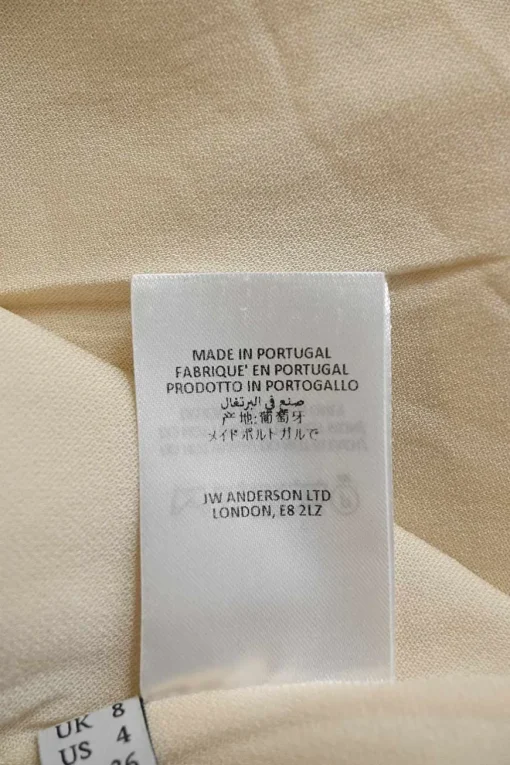 MADE IN PORTUGAL
FABRIQUE' EN PORTUGAL
PRODOTTO IN PORTOGALLO
صنع في البرتغال
产地:葡萄牙
メイドポルトガルで
JW ANDERSON LTD
LONDON, E8 2LZ
UK 8
US 4